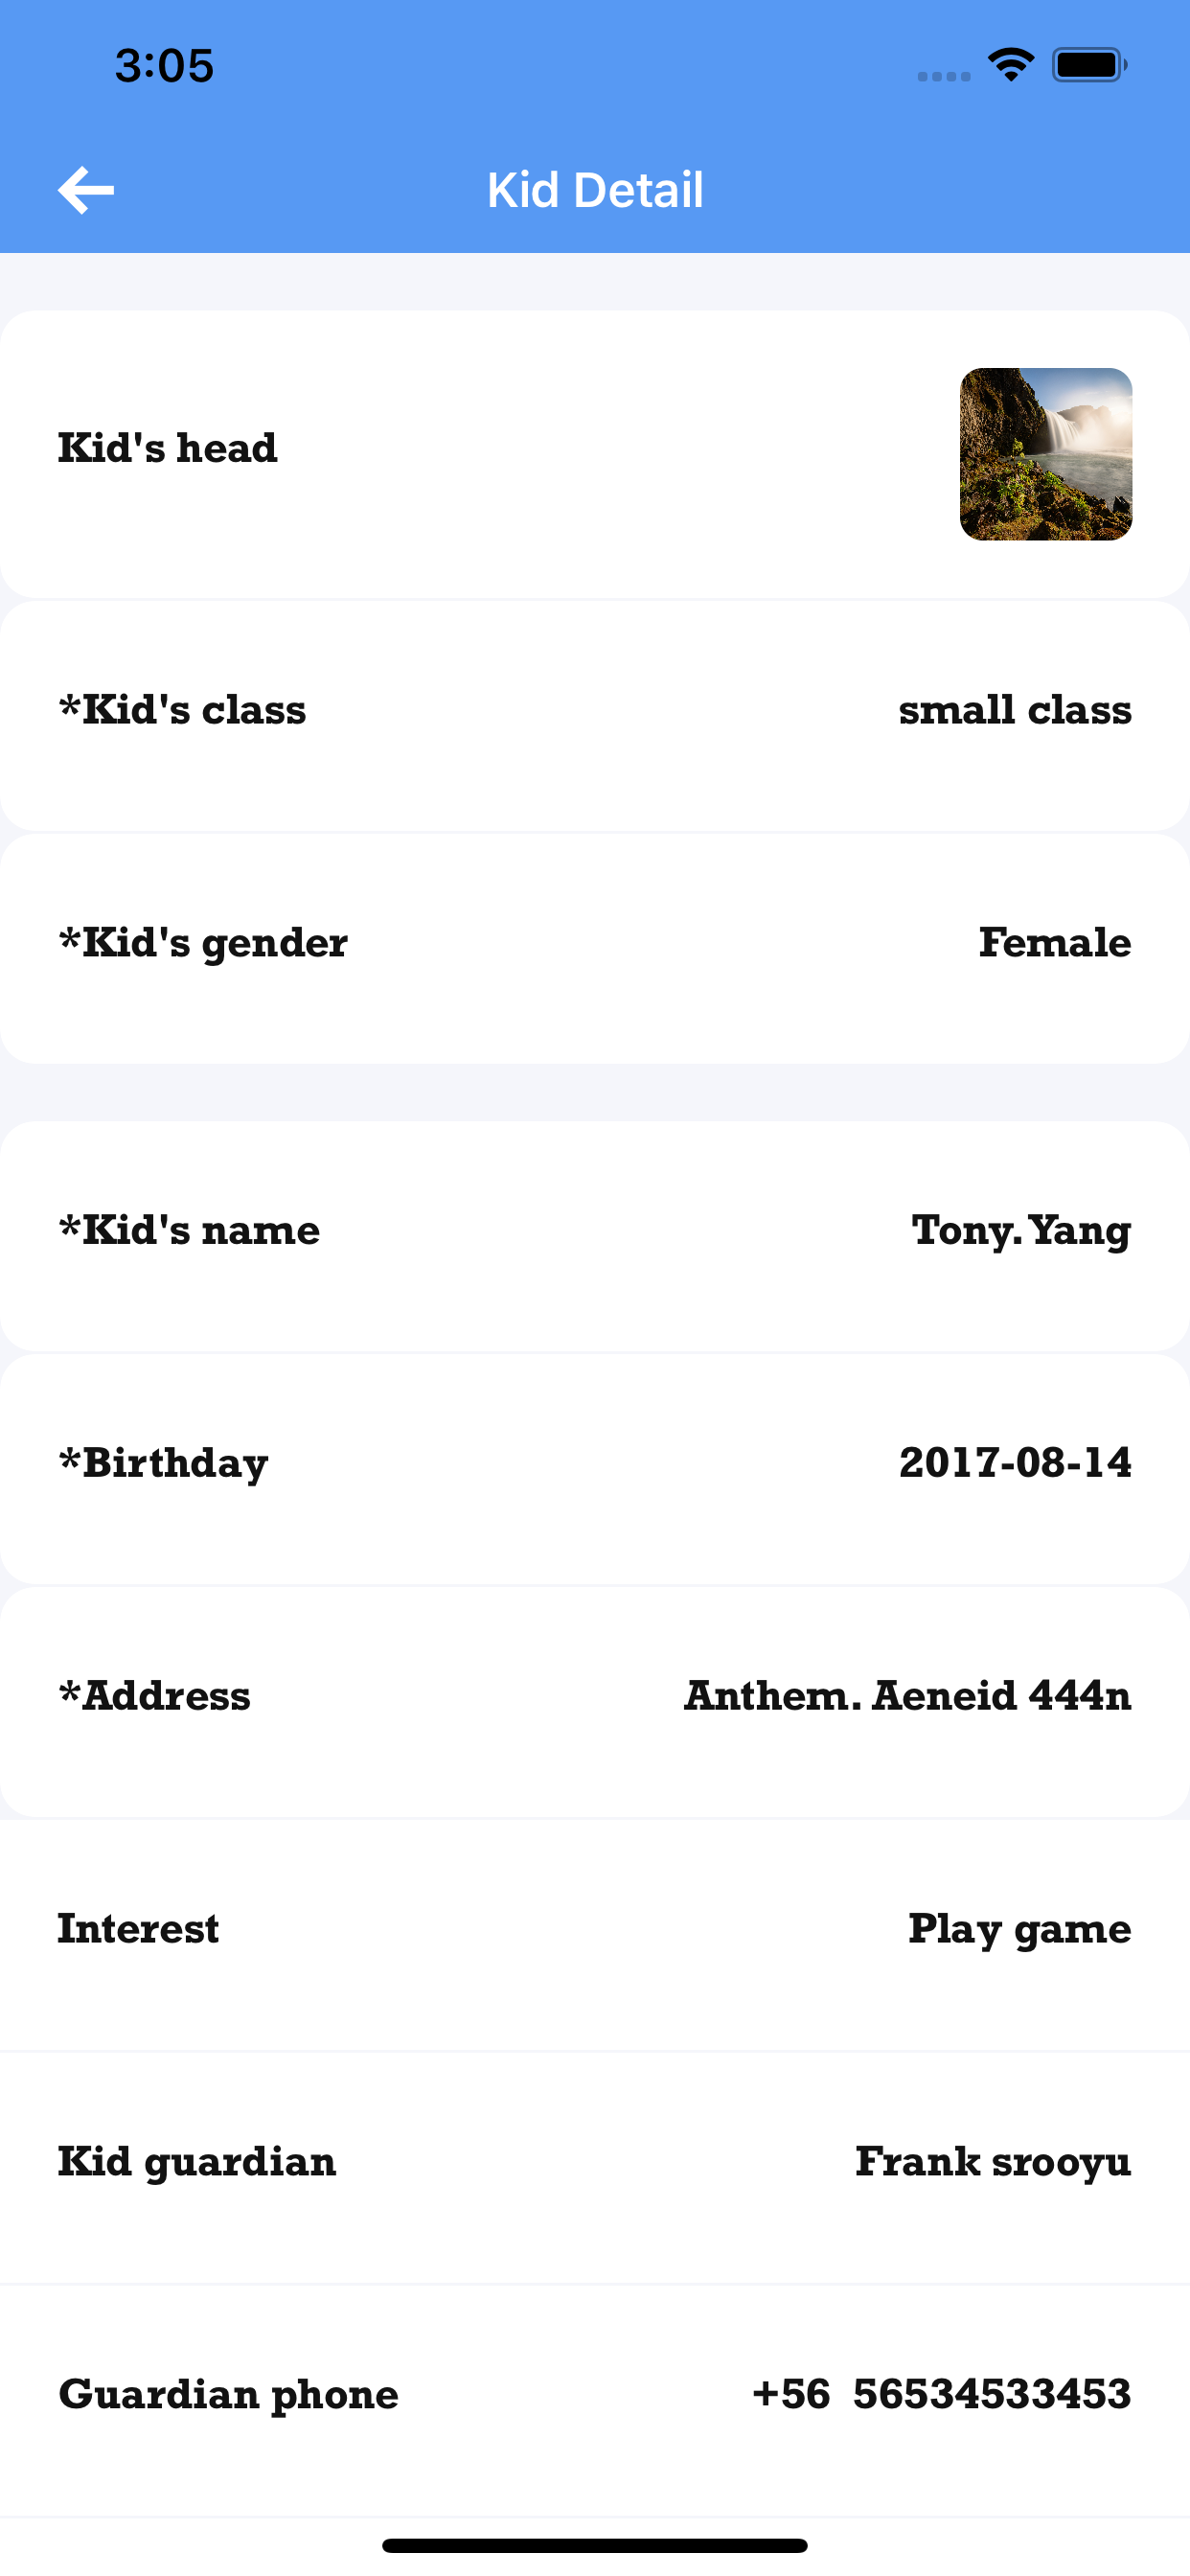 3:05
Kid Detail
Kid's head
*Kid's class small class
*Kid's gender Female
*Kid's name Tony. Yang
*Birthday 2017-08-14
*Address Anthem. Aeneid 444n
Interest Play game
Kid guardian Frank srooyu
Guardian phone +56 56534533453